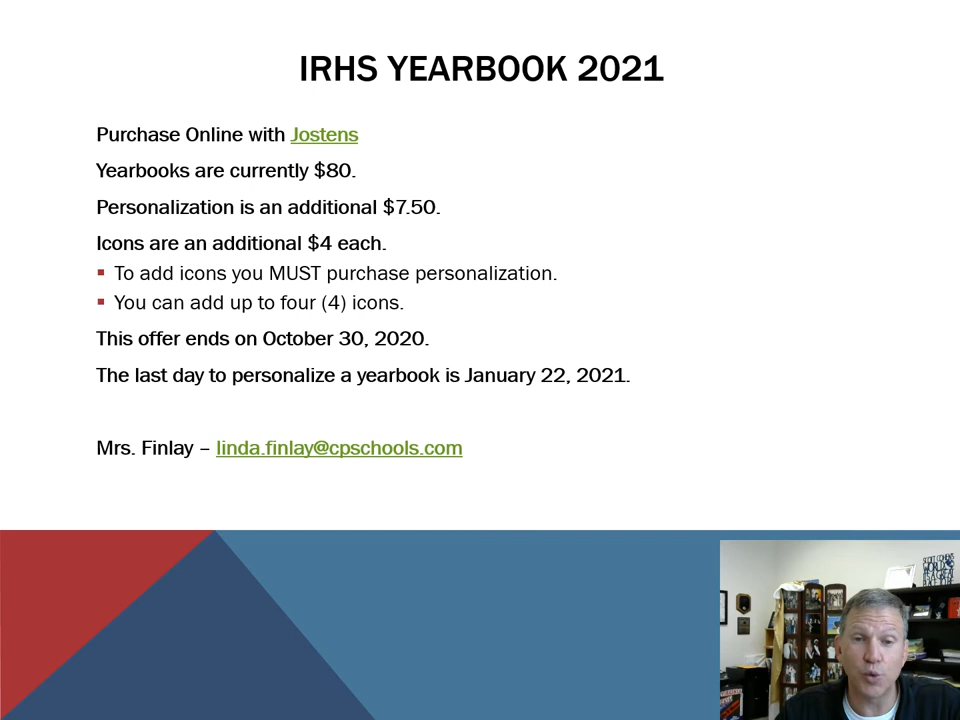 IRHS YEARBOOK 2021
Purchase Online with Jostens
Yearbooks are currently $80.
Personalization is an additional $7.50.
Icons are an additional $4 each.
▪ To add icons you MUST purchase personalization.
▪ You can add up to four (4) icons.
This offer ends on October 30, 2020.
The last day to personalize a yearbook is January 22, 2021.
Mrs. Finlay – linda.finlay@cpschools.com